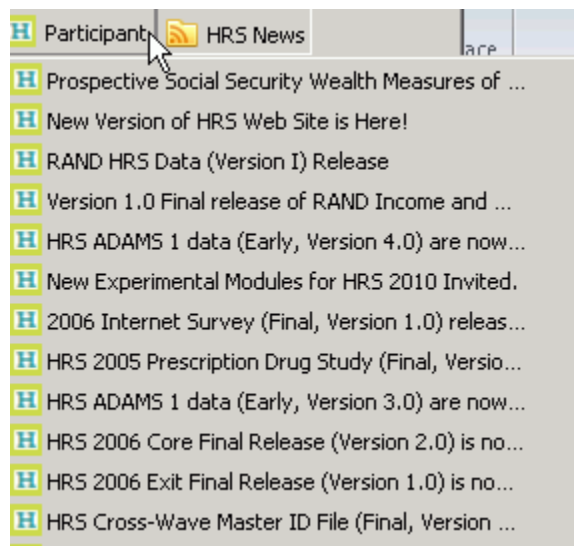 H Participant HRS News
ace
H Prospective Social Security Wealth Measures of ...
H New Version of HRS Web Site is Here!
H RAND HRS Data (Version I) Release
H Version 1.0 Final release of RAND Income and ...
H HRS ADAMS 1 data (Early, Version 4.0) are now...
H New Experimental Modules for HRS 2010 Invited.
H 2006 Internet Survey (Final, Version 1.0) releas...
H HRS 2005 Prescription Drug Study (Final, Versio...
H HRS ADAMS 1 data (Early, Version 3.0) are now...
H HRS 2006 Core Final Release (Version 2.0) is no...
H HRS 2006 Exit Final Release (Version 1.0) is no...
H HRS Cross-Wave Master ID File (Final, Version ...